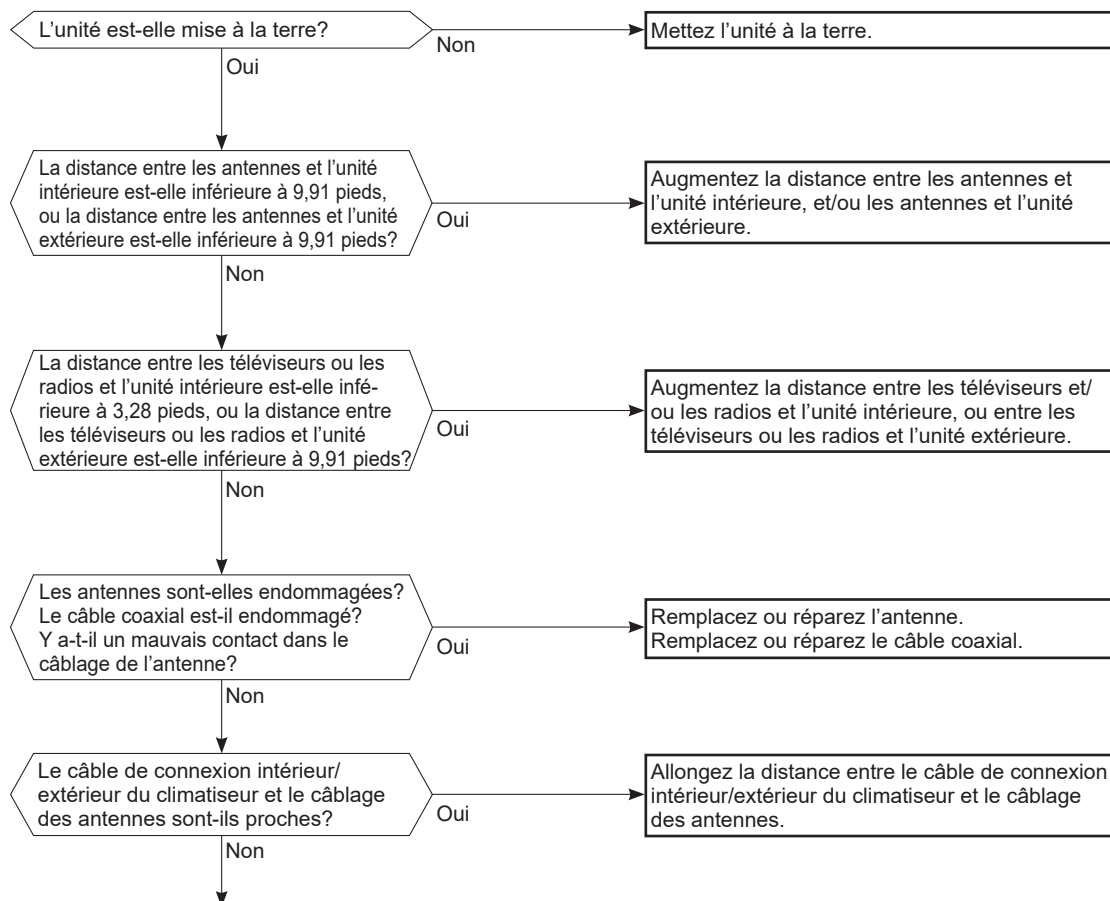 L’unité est-elle mise à la terre?
Non
Mettez l’unité à la terre.
Oui
La distance entre les antennes et l’unité
intérieure est-elle inférieure à 9,91 pieds,
ou la distance entre les antennes et l’unité
extérieure est-elle inférieure à 9,91 pieds?
Oui
Augmentez la distance entre les antennes et
l’unité intérieure, et/ou les antennes et l’unité
extérieure.
Non
La distance entre les téléviseurs ou les
radios et l’unité intérieure est-elle infé-
rieure à 3,28 pieds, ou la distance entre
les téléviseurs ou les radios et l’unité
extérieure est-elle inférieure à 9,91 pieds?
Oui
Augmentez la distance entre les téléviseurs et/
ou les radios et l’unité intérieure, ou entre les
téléviseurs ou les radios et l’unité extérieure.
Non
Les antennes sont-elles endommagées?
Le câble coaxial est-il endommagé?
Y a-t-il un mauvais contact dans le
câblage de l’antenne?
Oui
Remplacez ou réparez l’antenne.
Remplacez ou réparez le câble coaxial.
Non
Le câble de connexion intérieur/
extérieur du climatiseur et le câblage
des antennes sont-ils proches?
Oui
Allongez la distance entre le câble de connexion
intérieur/extérieur du climatiseur et le câblage
des antennes.
Non